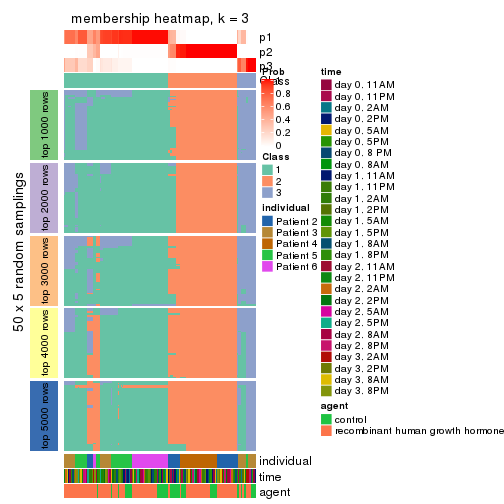 membership heatmap, k = 3
p1
p2
p3
Class
top 1000 rows
top 2000 rows
top 3000 rows
top 4000 rows
top 5000 rows
50 x 5 random samplings
individual
time
agent
Prob
1
0.8
0.6
0.4
0.2
0
Class
1
2
3
individual
Patient 2
Patient 3
Patient 4
Patient 5
Patient 6
time
day 0. 11AM
day 0. 11PM
day 0. 2AM
day 0. 2PM
day 0. 5AM
day 0. 5PM
day 0. 8 PM
day 0. 8AM
day 1. 11AM
day 1. 11PM
day 1. 2AM
day 1. 2PM
day 1. 5AM
day 1. 5PM
day 1. 8AM
day 1. 8PM
day 2. 11AM
day 2. 11PM
day 2. 2AM
day 2. 2PM
day 2. 5AM
day 2. 5PM
day 2. 8AM
day 2. 8PM
day 3. 2AM
day 3. 2PM
day 3. 8AM
day 3. 8PM
agent
control
recombinant human growth hormone